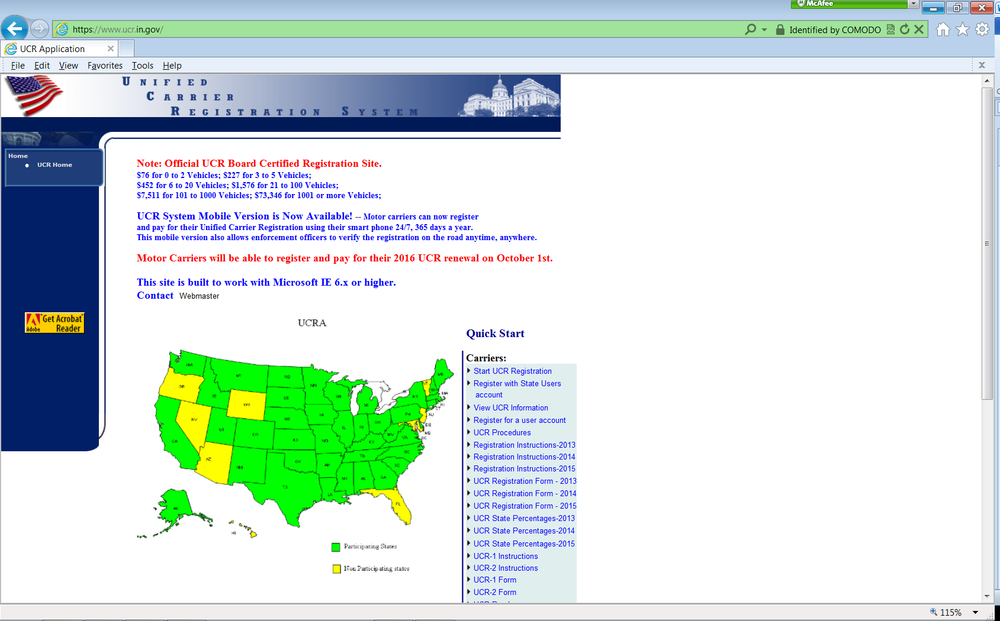 McAfee
https://www.ucr.in.gov/
Identified by COMODO
UCR Application
File Edit View Favorites Tools Help
UNIFIED
CARRIER
REGISTRATION SYSTEM
Home
UCR Home
Note: Official UCR Board Certified Registration Site.
$76 for 0 to 2 Vehicles; $227 for 3 to 5 Vehicles;
$452 for 6 to 20 Vehicles; $1,576 for 21 to 100 Vehicles;
$7,511 for 101 to 1000 Vehicles; $73,346 for 1001 or more Vehicles;
UCR System Mobile Version is Now Available! -- Motor carriers can now register
and pay for their Unified Carrier Registration using their smart phone 24/7, 365 days a year.
This mobile version also allows enforcement officers to verify the registration on the road anytime, anywhere.
Motor Carriers will be able to register and pay for their 2016 UCR renewal on October 1st.
This site is built to work with Microsoft IE 6.x or higher.
Contact Webmaster
Get Acrobat
Adobe Reader
UCRA
WA
MT
ND
MN
ME
OR
ID
WY
SD
WI
MI
NY
VT
NH
MA
RI
CT
NV
UT
CO
NE
IA
IL
IN
OH
PA
NJ
DE
MD
DC
CA
KS
MO
KY
WV
VA
AZ
NM
OK
AR
TN
NC
SC
TX
LA
MS
AL
GA
FL
AK
HI
Participating States
Non Participating states
Quick Start
Carriers:
Start UCR Registration
Register with State Users
account
View UCR Information
Register for a user account
UCR Procedures
Registration Instructions-2013
Registration Instructions-2014
Registration Instructions-2015
UCR Registration Form - 2013
UCR Registration Form - 2014
UCR Registration Form - 2015
UCR State Percentages-2013
UCR State Percentages-2014
UCR State Percentages-2015
UCR-1 Instructions
UCR-2 Instructions
UCR-1 Form
UCR-2 Form
115%